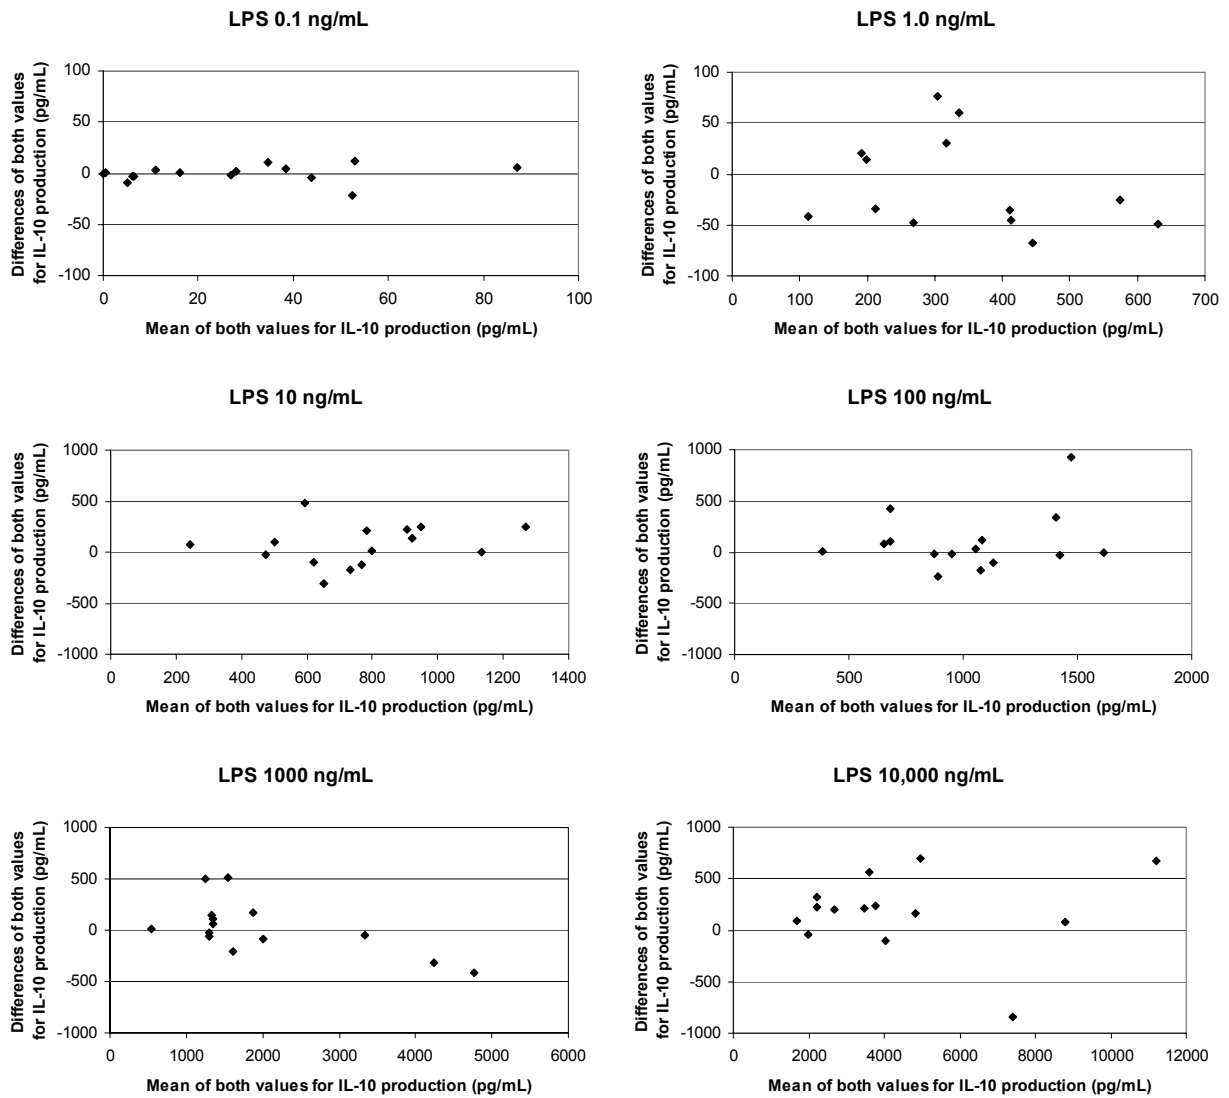 LPS 0.1 ng/mL
Differences of both values
for IL-10 production (pg/mL)
100
50
0
-50
-100
0 20 40 60 80 100
Mean of both values for IL-10 production (pg/mL)
LPS 1.0 ng/mL
Differences of both values
for IL-10 production (pg/mL)
100
50
0
-50
-100
0 100 200 300 400 500 600 700
Mean of both values for IL-10 production (pg/mL)
LPS 10 ng/mL
Differences of both values
for IL-10 production (pg/mL)
1000
500
0
-500
-1000
0 200 400 600 800 1000 1200 1400
Mean of both values for IL-10 production (pg/mL)
LPS 100 ng/mL
Differences of both values
for IL-10 production (pg/mL)
1000
500
0
-500
-1000
0 500 1000 1500 2000
Mean of both values for IL-10 production (pg/mL)
LPS 1000 ng/mL
Differences of both values
for IL-10 production (pg/mL)
1000
500
0
-500
-1000
0 1000 2000 3000 4000 5000 6000
Mean of both values for IL-10 production (pg/mL)
LPS 10,000 ng/mL
Differences of both values
for IL-10 production (pg/mL)
1000
500
0
-500
-1000
0 2000 4000 6000 8000 10000 12000
Mean of both values for IL-10 production (pg/mL)